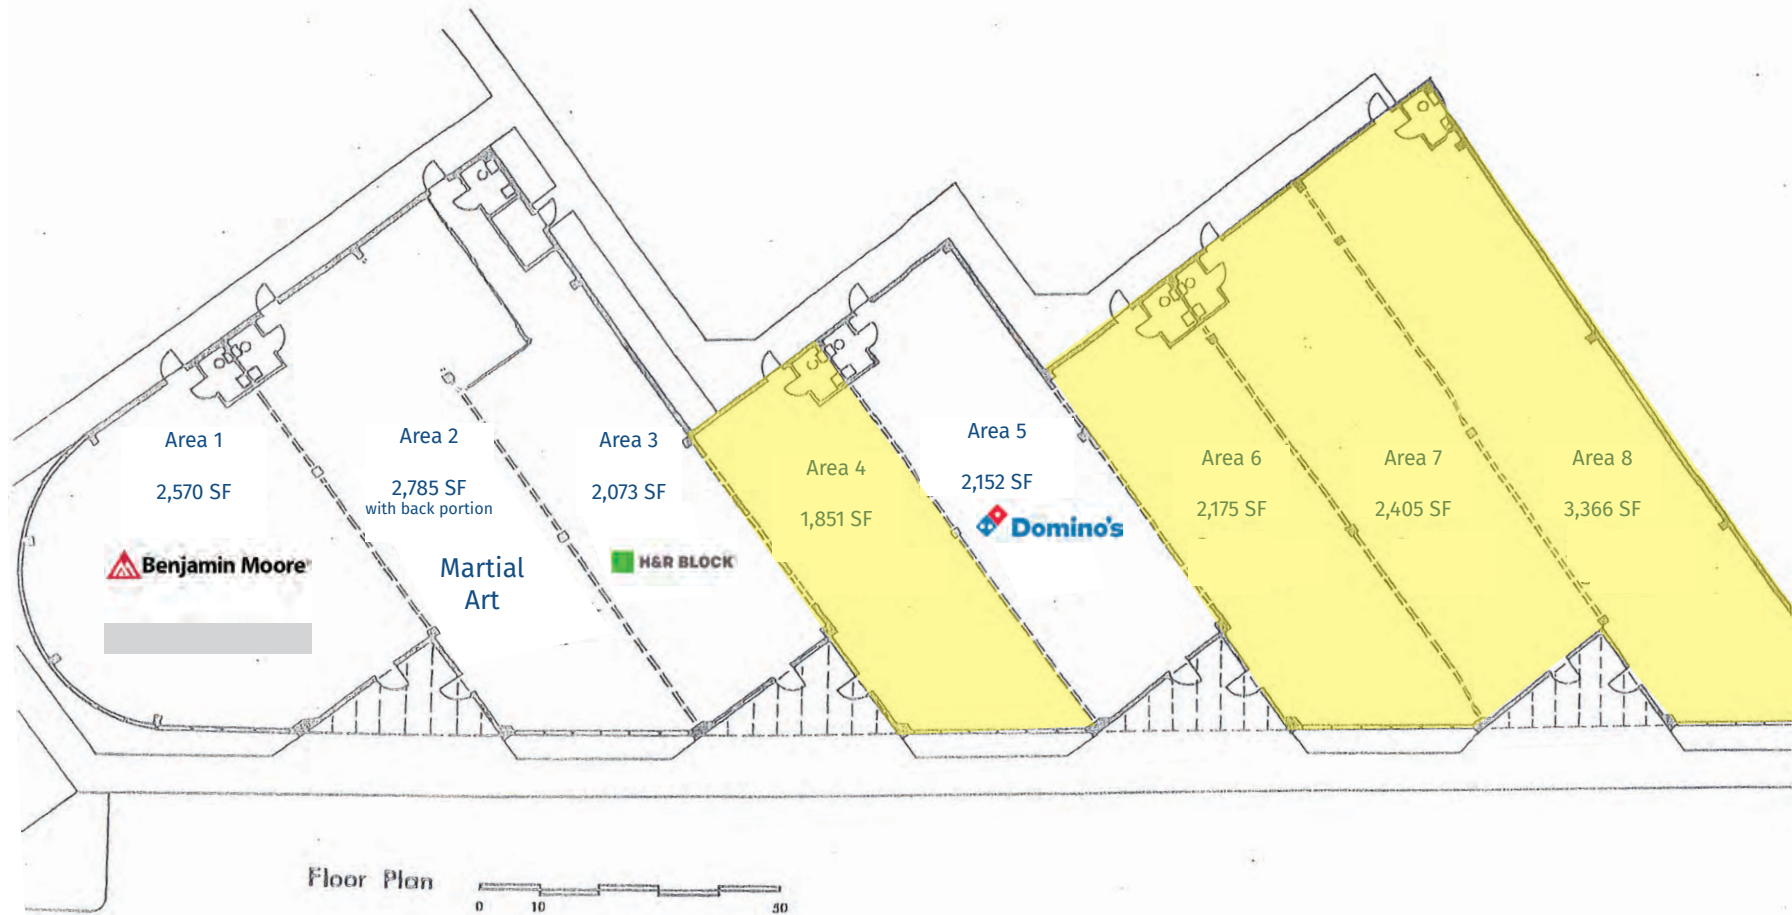 Area 1
2,570 SF
Benjamin Moore
Area 2
2,785 SF
with back portion
Martial
Art
Area 3
2,073 SF
H&R BLOCK
Area 4
1,851 SF
Area 5
2,152 SF
Domino's
Area 6
2,175 SF
Area 7
2,405 SF
Area 8
3,366 SF
Floor Plan
0 10 50